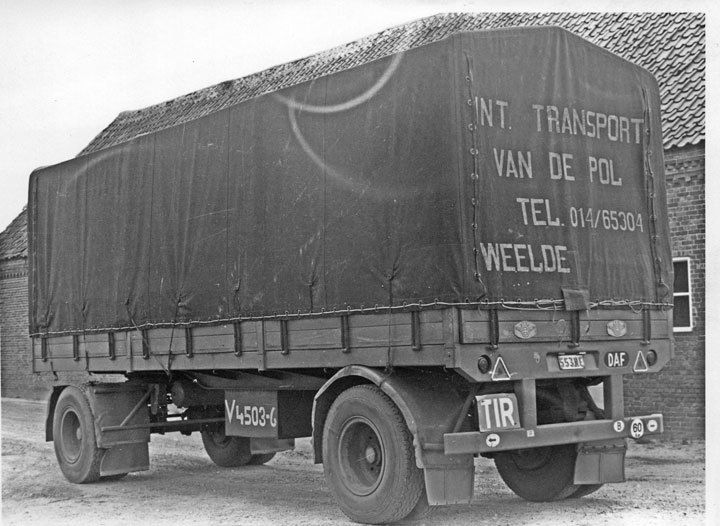 INT. TRANSPORT
VAN DE POL
TEL. 014/65304
WEELDE
DAF
TIR
V4503-G
B
60